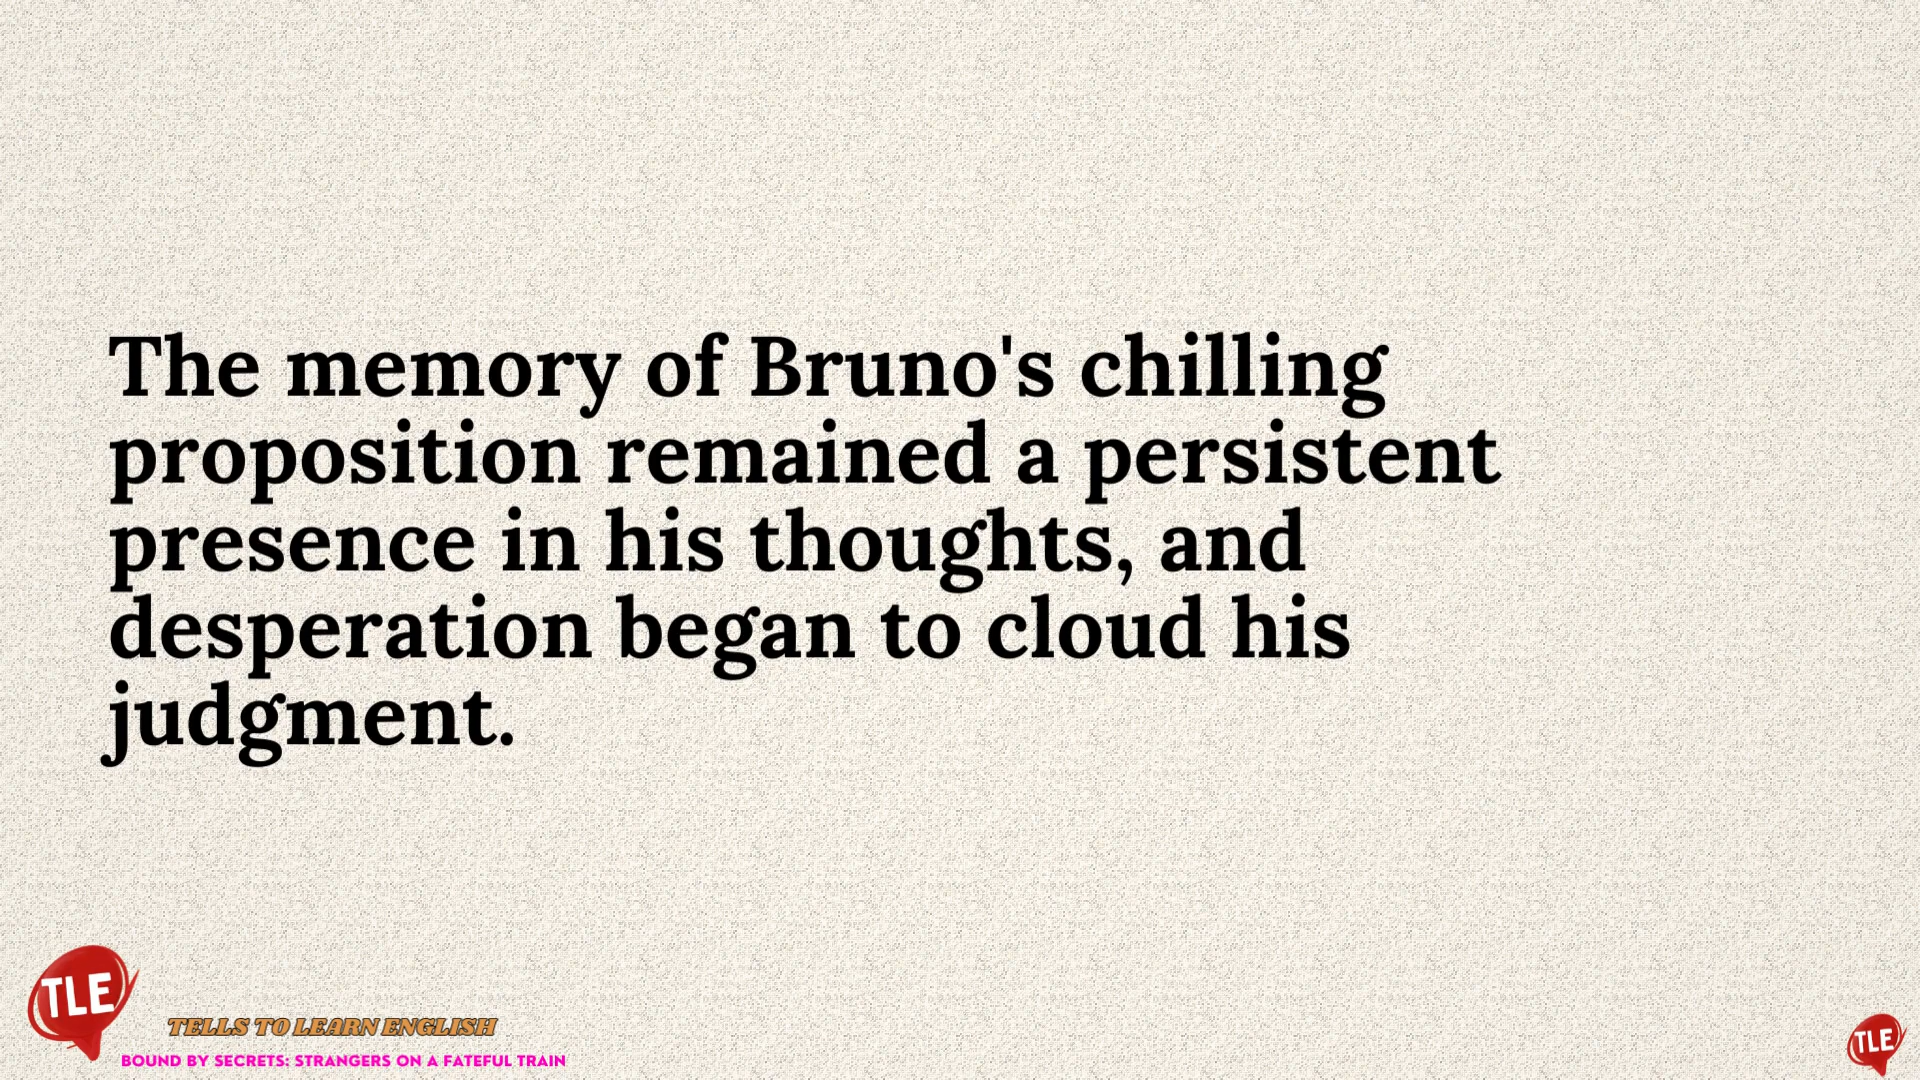 The memory of Bruno's chilling
proposition remained a persistent
presence in his thoughts, and
desperation began to cloud his
judgment.
TLE
TELLS TO LEARN ENGLISH
BOUND BY SECRETS: STRANGERS ON A FATEFUL TRAIN
TLE